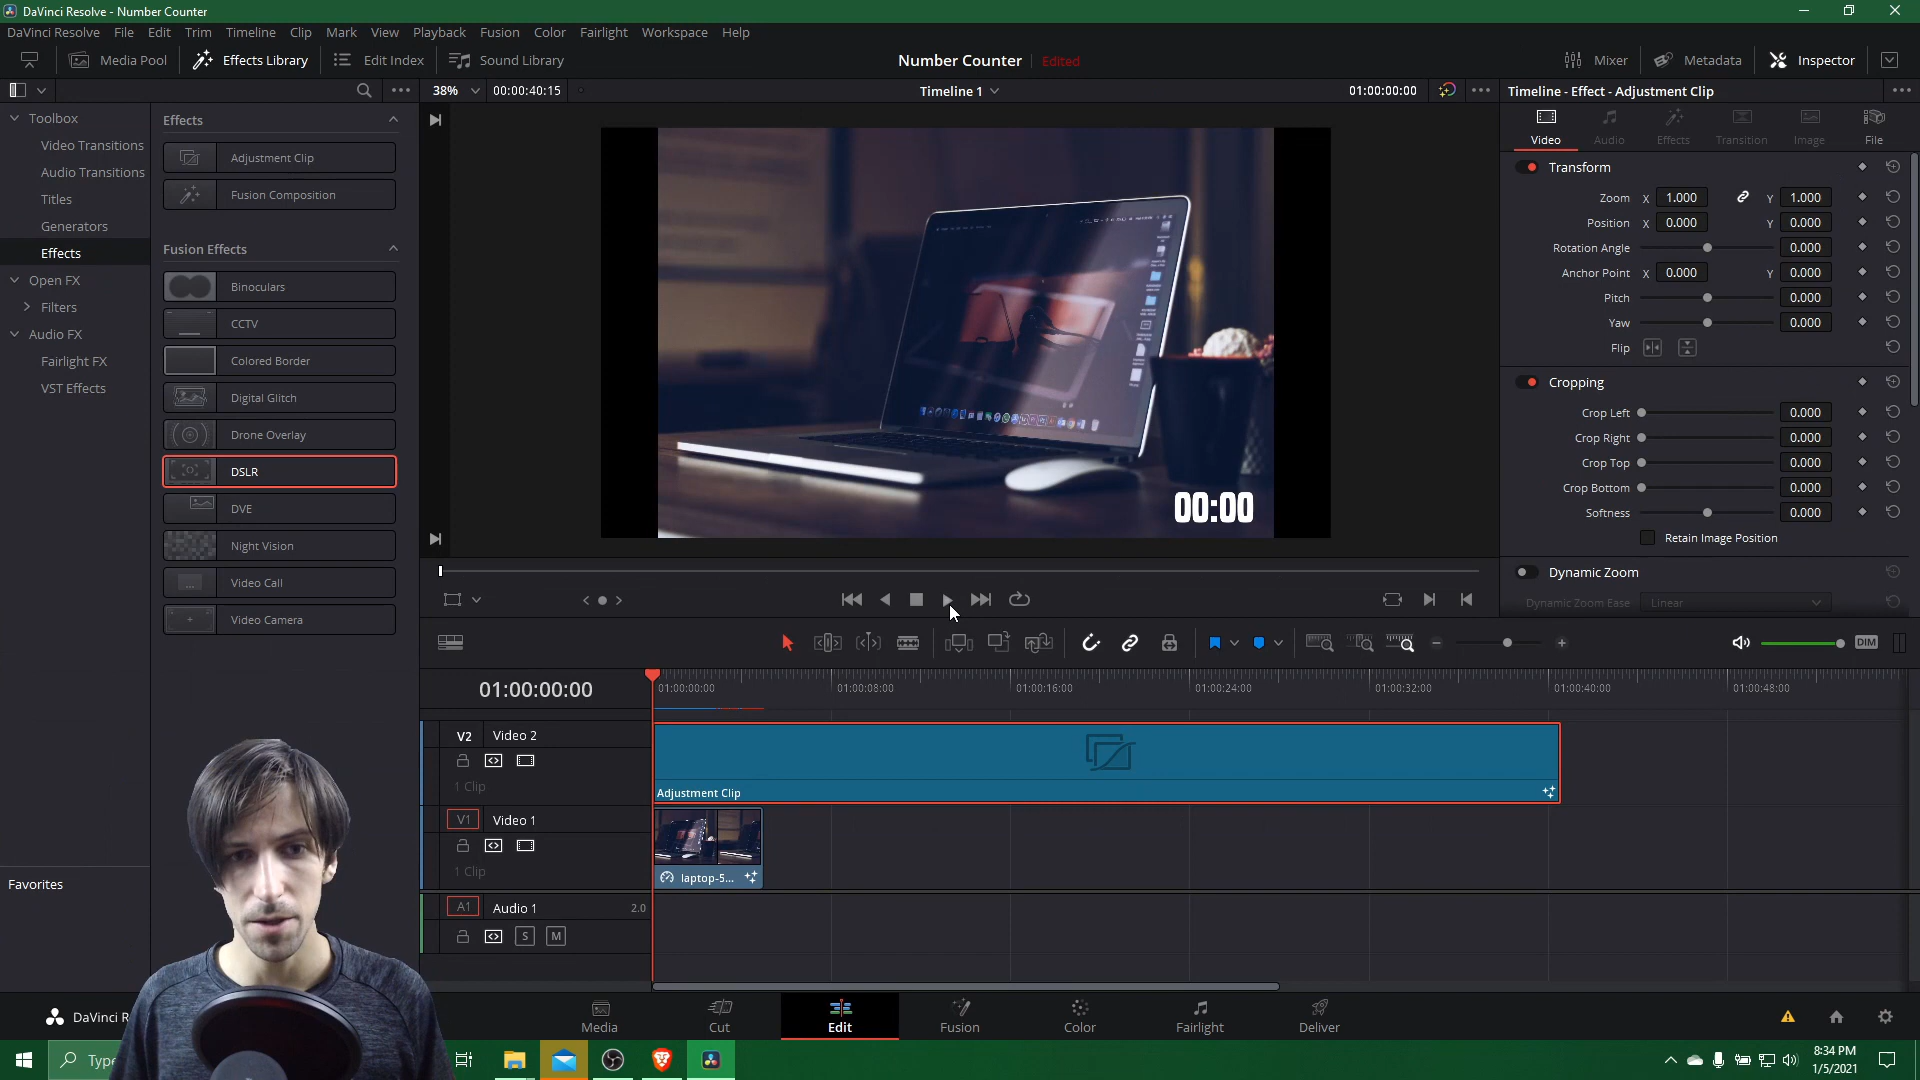 DaVinci Resolve - Number Counter
DaVinci Resolve File Edit Trim Timeline Clip Mark View Playback Fusion Color Fairlight Workspace Help
Media Pool Effects Library Edit Index Sound Library Number Counter Edited Mixer Metadata Inspector
38% 00:00:40:15 Timeline 1 01:00:00:00 Timeline - Effect - Adjustment Clip
Toolbox
Video Transitions
Audio Transitions
Titles
Generators
Effects
Open FX
Filters
Audio FX
Fairlight FX
VST Effects
Favorites
Effects
Adjustment Clip
Fusion Composition
Fusion Effects
Binoculars
CCTV
Colored Border
Digital Glitch
Drone Overlay
DSLR
DVE
Night Vision
Video Call
Video Camera
00:00
Video Audio Effects Transition Image File
Transform
Zoom X 1.000 Y 1.000
Position X 0.000 Y 0.000
Rotation Angle 0.000
Anchor Point X 0.000 Y 0.000
Pitch 0.000
Yaw 0.000
Flip
Cropping
Crop Left 0.000
Crop Right 0.000
Crop Top 0.000
Crop Bottom 0.000
Softness 0.000
Retain Image Position
Dynamic Zoom
Dynamic Zoom Ease Linear
DIM
01:00:00:00 01:00:00:00 01:00:08:00 01:00:16:00 01:00:24:00 01:00:32:00 01:00:40:00 01:00:48:00
V2 Video 2
1 Clip
Adjustment Clip
V1 Video 1
1 Clip
laptop-5...
A1 Audio 1 2.0
S M
DaVinci R
Media Cut Edit Fusion Color Fairlight Deliver
Type
8:34 PM
1/5/2021